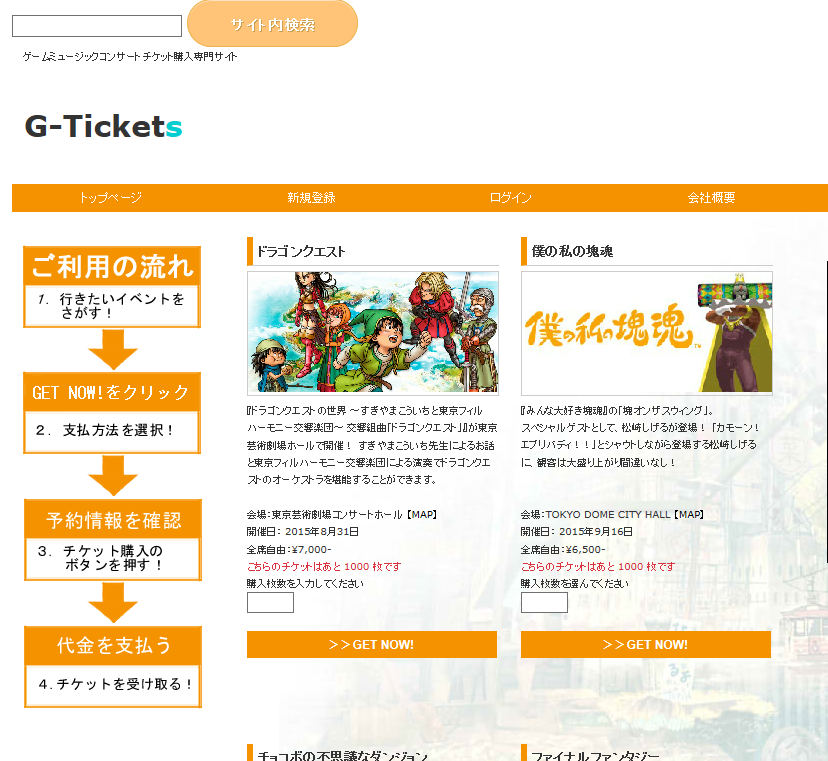 サイト内検索
ゲームミュージックコンサートチケット購入専門サイト
G-Tickets
トップページ 新規登録 ログイン 会社概要
ご利用の流れ
1. 行きたいイベントを
さがす！
GET NOW!をクリック
2. 支払方法を選択！
予約情報を確認
3. チケット購入の
ボタンを押す！
代金を支払う
4.チケットを受け取る！
ドラゴンクエスト
『ドラゴンクエストの世界 ～すぎやまこういちと東京フィル
ハーモニー交響楽団～ 交響組曲「ドラゴンクエスト」』が東京
芸術劇場ホールで開催！ すぎやまこういち先生によるお話
と東京フィルハーモニー交響楽団による演奏でドラゴンクエ
ストのオーケストラを堪能することができます。
会場：東京芸術劇場コンサートホール 【MAP】
開催日： 2015年8月31日
全席自由：¥7,000-
こちらのチケットはあと 1000 枚です
購入枚数を入力してください
＞＞GET NOW!
僕の私の塊魂
僕の私の塊魂™
『みんな大好き塊魂』の「塊オンザスウィング」。
スペシャルゲストとして、松崎しげるが登場！ 「カモーン！
エブリバディ！！」とシャウトしながら登場する松崎しげる
に、観客は大盛り上がり間違いなし！
会場：TOKYO DOME CITY HALL 【MAP】
開催日： 2015年9月16日
全席自由：¥6,500-
こちらのチケットはあと 1000 枚です
購入枚数を選んでください
＞＞GET NOW!
チョコボの不思議なダンジョン
ファイナルファンタジー